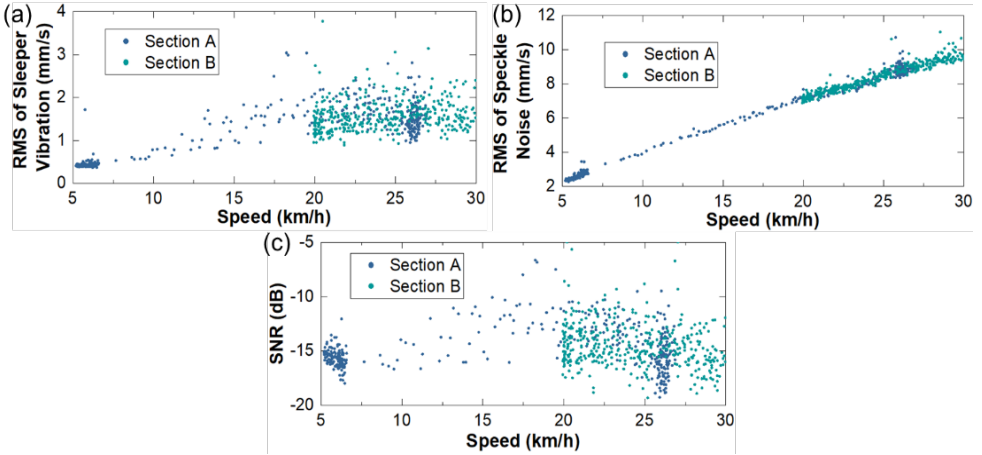 (a)
RMS of Sleeper
Vibration (mm/s)
4
3
2
1
0
Section A
Section B
5 10 15 20 25 30
Speed (km/h)
(b)
RMS of Speckle
Noise (mm/s)
12
10
8
6
4
2
Section A
Section B
5 10 15 20 25 30
Speed (km/h)
(c)
SNR (dB)
-5
-10
-15
-20
Section A
Section B
5 10 15 20 25 30
Speed (km/h)